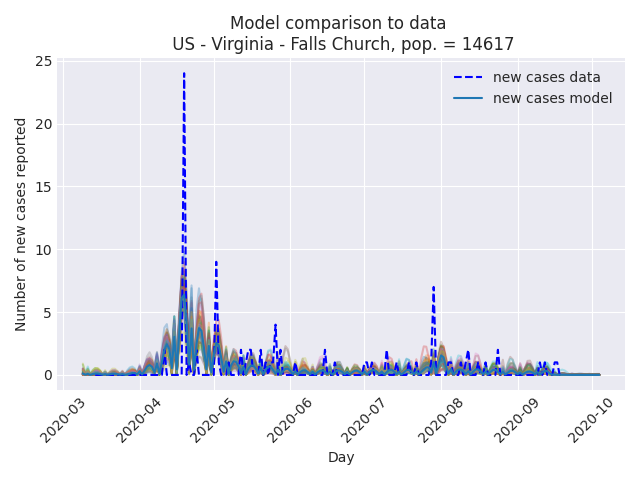 Model comparison to data
US - Virginia - Falls Church, pop. = 14617
new cases data
new cases model
Number of new cases reported
25
20
15
10
5
0
2020-03
2020-04
2020-05
2020-06
2020-07
2020-08
2020-09
2020-10
Day